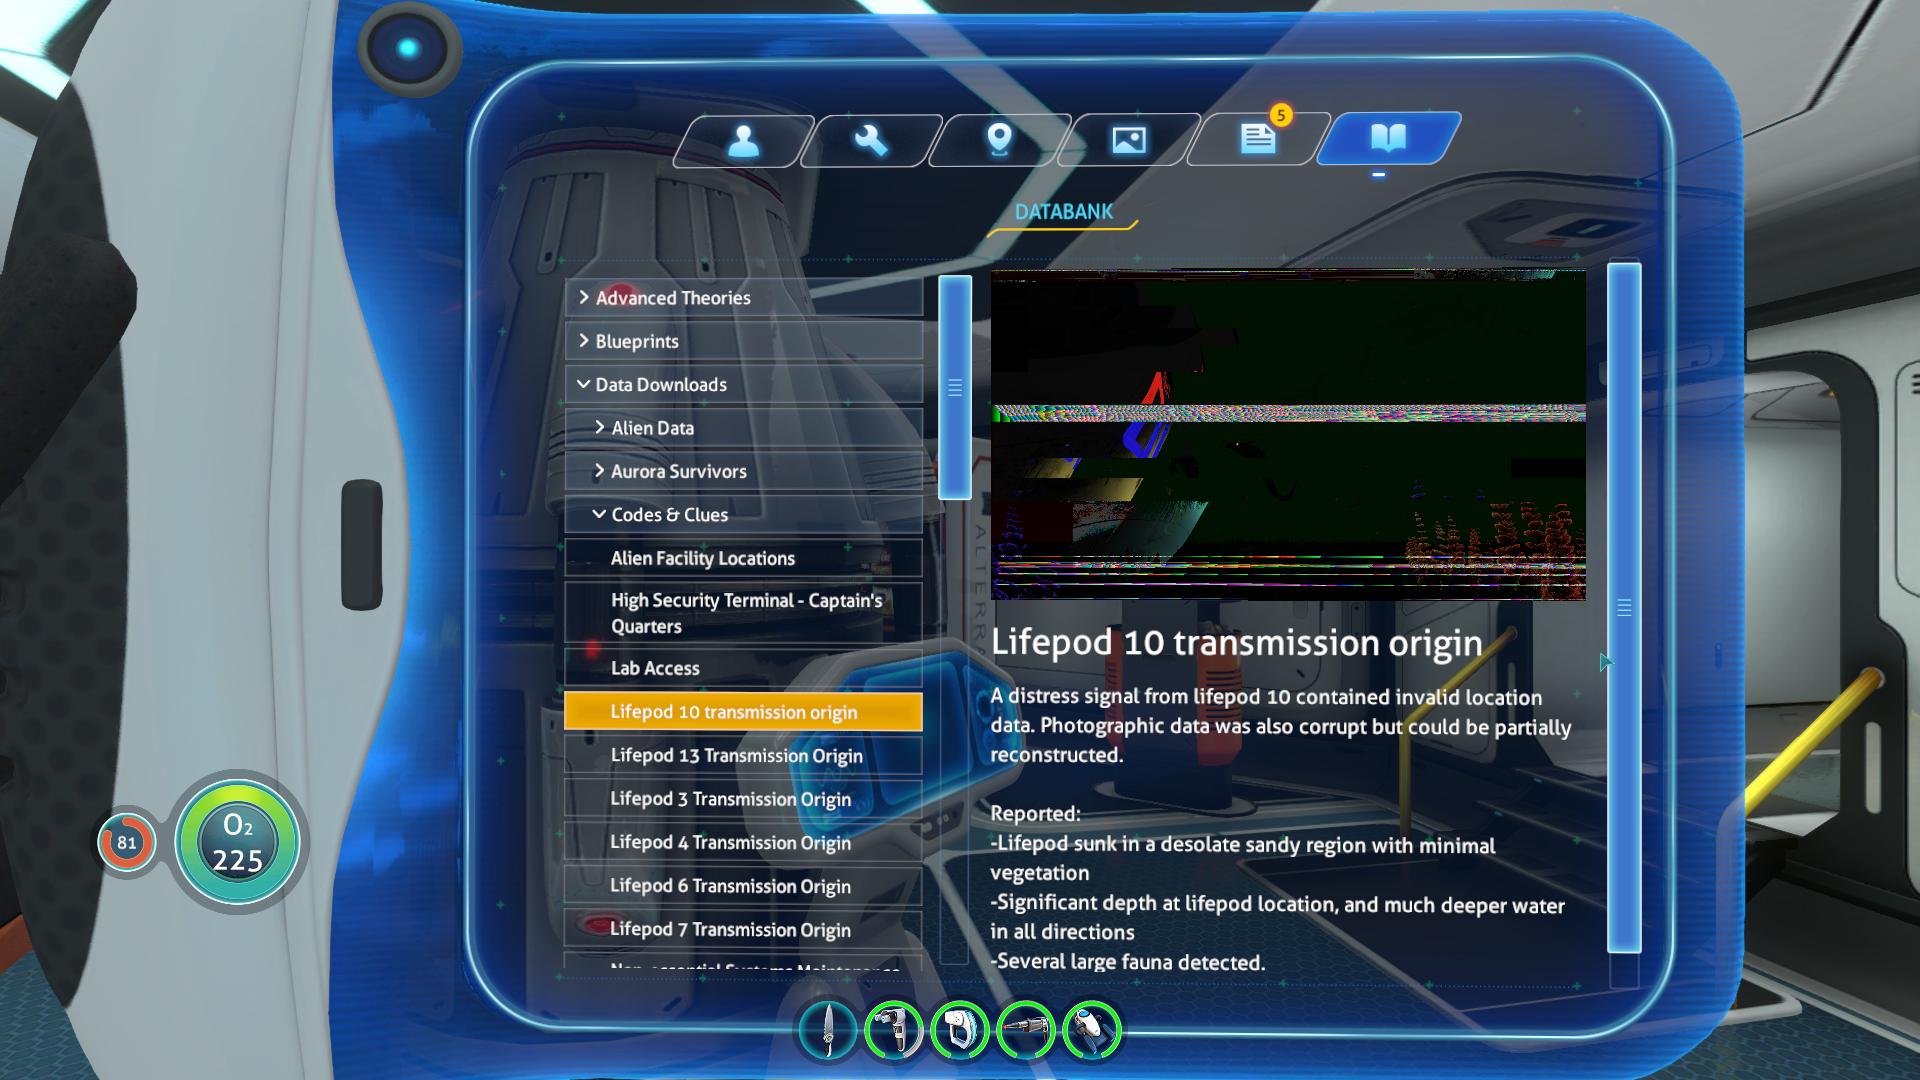 5
DATABANK
Advanced Theories
Blueprints
Data Downloads
Alien Data
Aurora Survivors
Codes & Clues
Alien Facility Locations
High Security Terminal - Captain's
Quarters
Lab Access
Lifepod 10 transmission origin
Lifepod 13 Transmission Origin
Lifepod 3 Transmission Origin
Lifepod 4 Transmission Origin
Lifepod 6 Transmission Origin
Lifepod 7 Transmission Origin
Non-essential Systems Maintenance
ALTERRA
Lifepod 10 transmission origin
A distress signal from lifepod 10 contained invalid location
data. Photographic data was also corrupt but could be partially
reconstructed.
Reported:
-Lifepod sunk in a desolate sandy region with minimal
vegetation
-Significant depth at lifepod location, and much deeper water
in all directions
-Several large fauna detected.
81
O₂
225